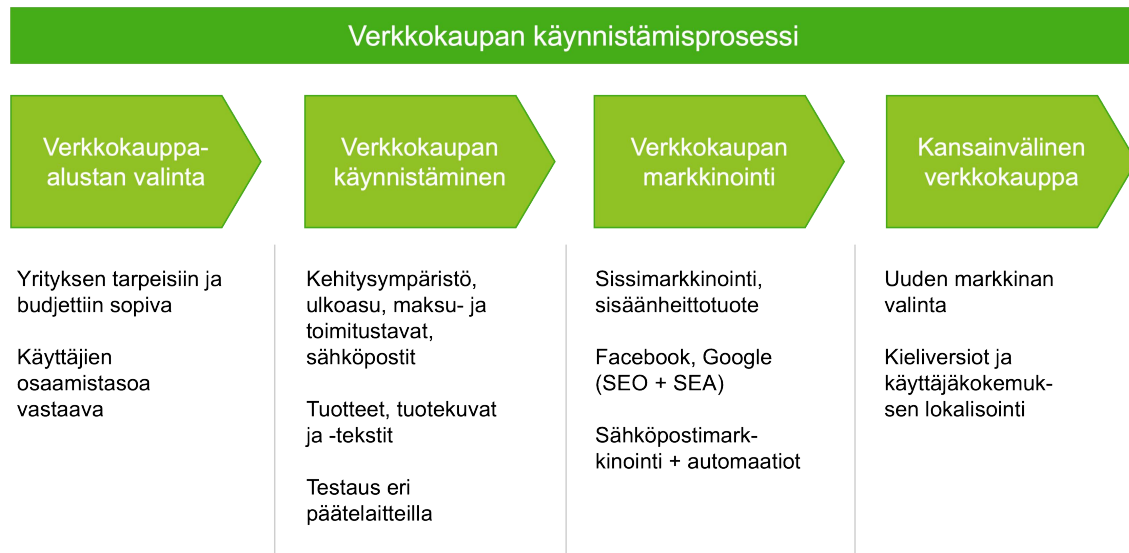 Verkkokaupan käynnistämisprosessi
Verkkokauppa-
alustan valinta
Verkkokaupan
käynnistäminen
Verkkokaupan
markkinointi
Kansainvälinen
verkkokauppa
Yrityksen tarpeisiin ja
budjettiin sopiva
Käyttäjien
osaamistasoa
vastaava
Kehitysympäristö,
ulkoasu, maksu- ja
toimitustavat,
sähköpostit
Tuotteet, tuotekuvat
ja -tekstit
Testaus eri
päätelaitteilla
Sissimarkkinointi,
sisäänheittotuote
Facebook, Google
(SEO + SEA)
Sähköpostimark-
kinointi + automaatiot
Uuden markkinan
valinta
Kieliversiot ja
käyttäjäkokemuk-
sen lokalisointi